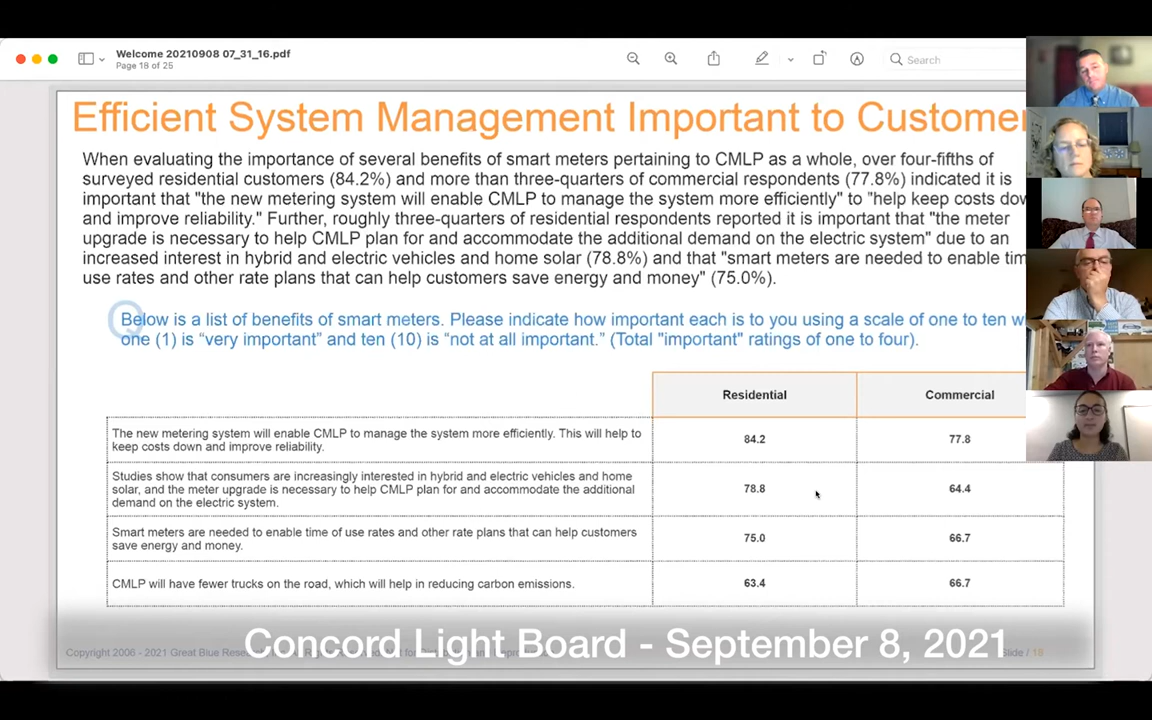 Welcome 20210908 07_31_16.pdf
Page 18 of 25
Search
Efficient System Management Important to Custome
When evaluating the importance of several benefits of smart meters pertaining to CMLP as a whole, over four-fifths of
surveyed residential customers (84.2%) and more than three-quarters of commercial respondents (77.8%) indicated it is
important that "the new metering system will enable CMLP to manage the system more efficiently" to "help keep costs dow
and improve reliability." Further, roughly three-quarters of residential respondents reported it is important that "the meter
upgrade is necessary to help CMLP plan for and accommodate the additional demand on the electric system" due to an
increased interest in hybrid and electric vehicles and home solar (78.8%) and that "smart meters are needed to enable tim
use rates and other rate plans that can help customers save energy and money" (75.0%).
Below is a list of benefits of smart meters. Please indicate how important each is to you using a scale of one to ten w
one (1) is “very important” and ten (10) is “not at all important.” (Total "important" ratings of one to four).
Residential Commercial
The new metering system will enable CMLP to manage the system more efficiently. This will help to
keep costs down and improve reliability.
84.2 77.8
Studies show that consumers are increasingly interested in hybrid and electric vehicles and home
solar, and the meter upgrade is necessary to help CMLP plan for and accommodate the additional
demand on the electric system.
78.8 64.4
Smart meters are needed to enable time of use rates and other rate plans that can help customers
save energy and money.
75.0 66.7
CMLP will have fewer trucks on the road, which will help in reducing carbon emissions.
63.4 66.7
Concord Light Board - September 8, 2021
Copyright 2006 - 2021 Great Blue Resea
Slide / 18